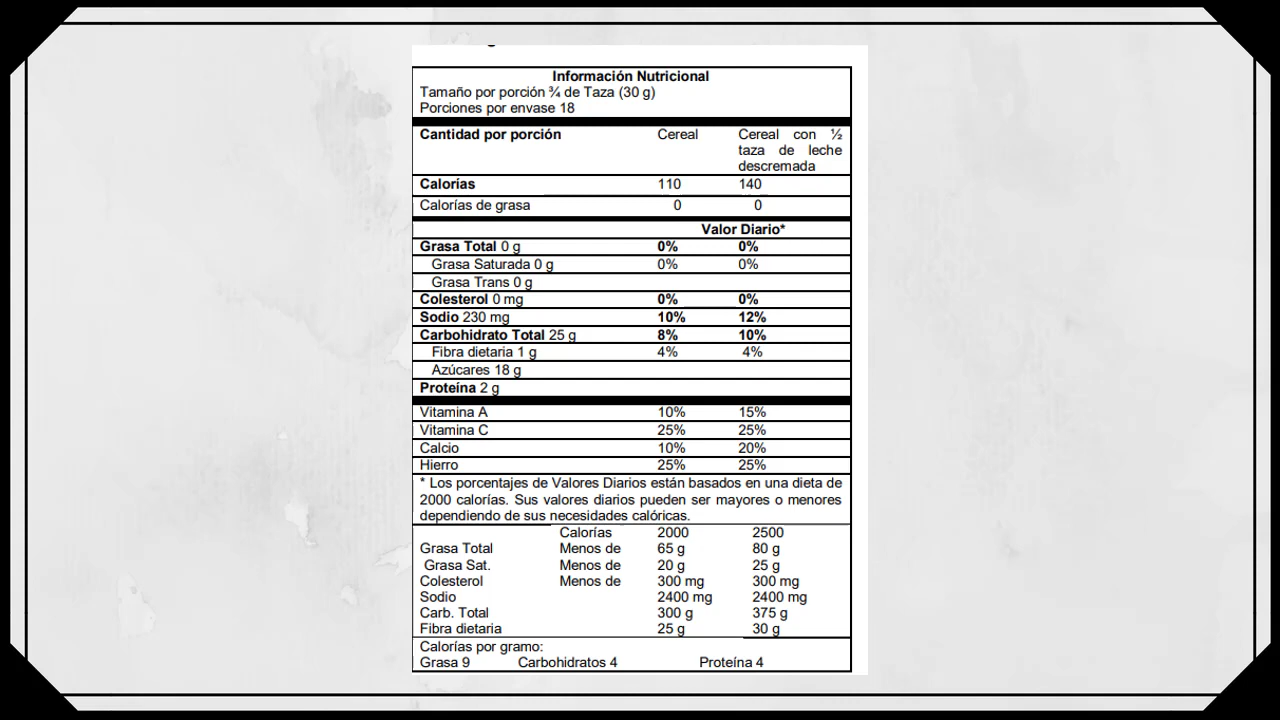 Información Nutricional
Tamaño por porción ¾ de Taza (30 g)
Porciones por envase 18
Cantidad por porción Cereal Cereal con ½
taza de leche
descremada
Calorías 110 140
Calorías de grasa 0 0
Valor Diario*
Grasa Total 0 g 0% 0%
Grasa Saturada 0 g 0% 0%
Grasa Trans 0 g
Colesterol 0 mg 0% 0%
Sodio 230 mg 10% 12%
Carbohidrato Total 25 g 8% 10%
Fibra dietaria 1 g 4% 4%
Azúcares 18 g
Proteína 2 g
Vitamina A 10% 15%
Vitamina C 25% 25%
Calcio 10% 20%
Hierro 25% 25%
* Los porcentajes de Valores Diarios están basados en una dieta de
2000 calorías. Sus valores diarios pueden ser mayores o menores
dependiendo de sus necesidades calóricas.
Calorías 2000 2500
Grasa Total Menos de 65 g 80 g
Grasa Sat. Menos de 20 g 25 g
Colesterol Menos de 300 mg 300 mg
Sodio 2400 mg 2400 mg
Carb. Total 300 g 375 g
Fibra dietaria 25 g 30 g
Calorías por gramo:
Grasa 9 Carbohidratos 4 Proteína 4